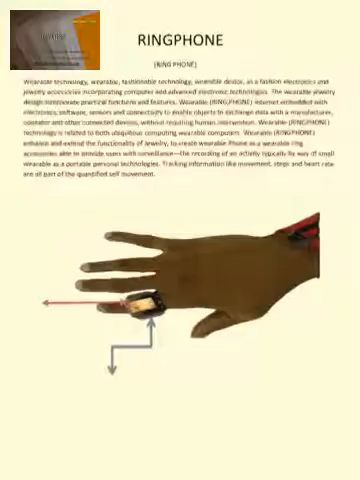 RINGPHONE
(RING PHONE)
Wearable technology, wearable, fashionable technology, wearable device, as a fashion electronics and
jewelry accessories incorporating computer and advanced electronic technologies. The wearable jewelry
design incorporate practical functions and features. Wearable (RING/PHONE) Internet embedded with
electronics, software, sensors and connectivity to enable objects to exchange data with a manufacturer,
operator and other connected devices, without requiring human intervention. Wearable (RINGPHONE)
technology is related to both ubiquitous computing wearable computers. Wearable (RINGPHONE)
enhance and extend the functionality of Jewelry, to create wearable Phone as a wearable ring
accessories able to provide users with surveillance—the recording of an activity typically by way of small
wearable as a portable personal technologies. Tracking information like movement, steps and heart rate
are all part of the quantified self movement.